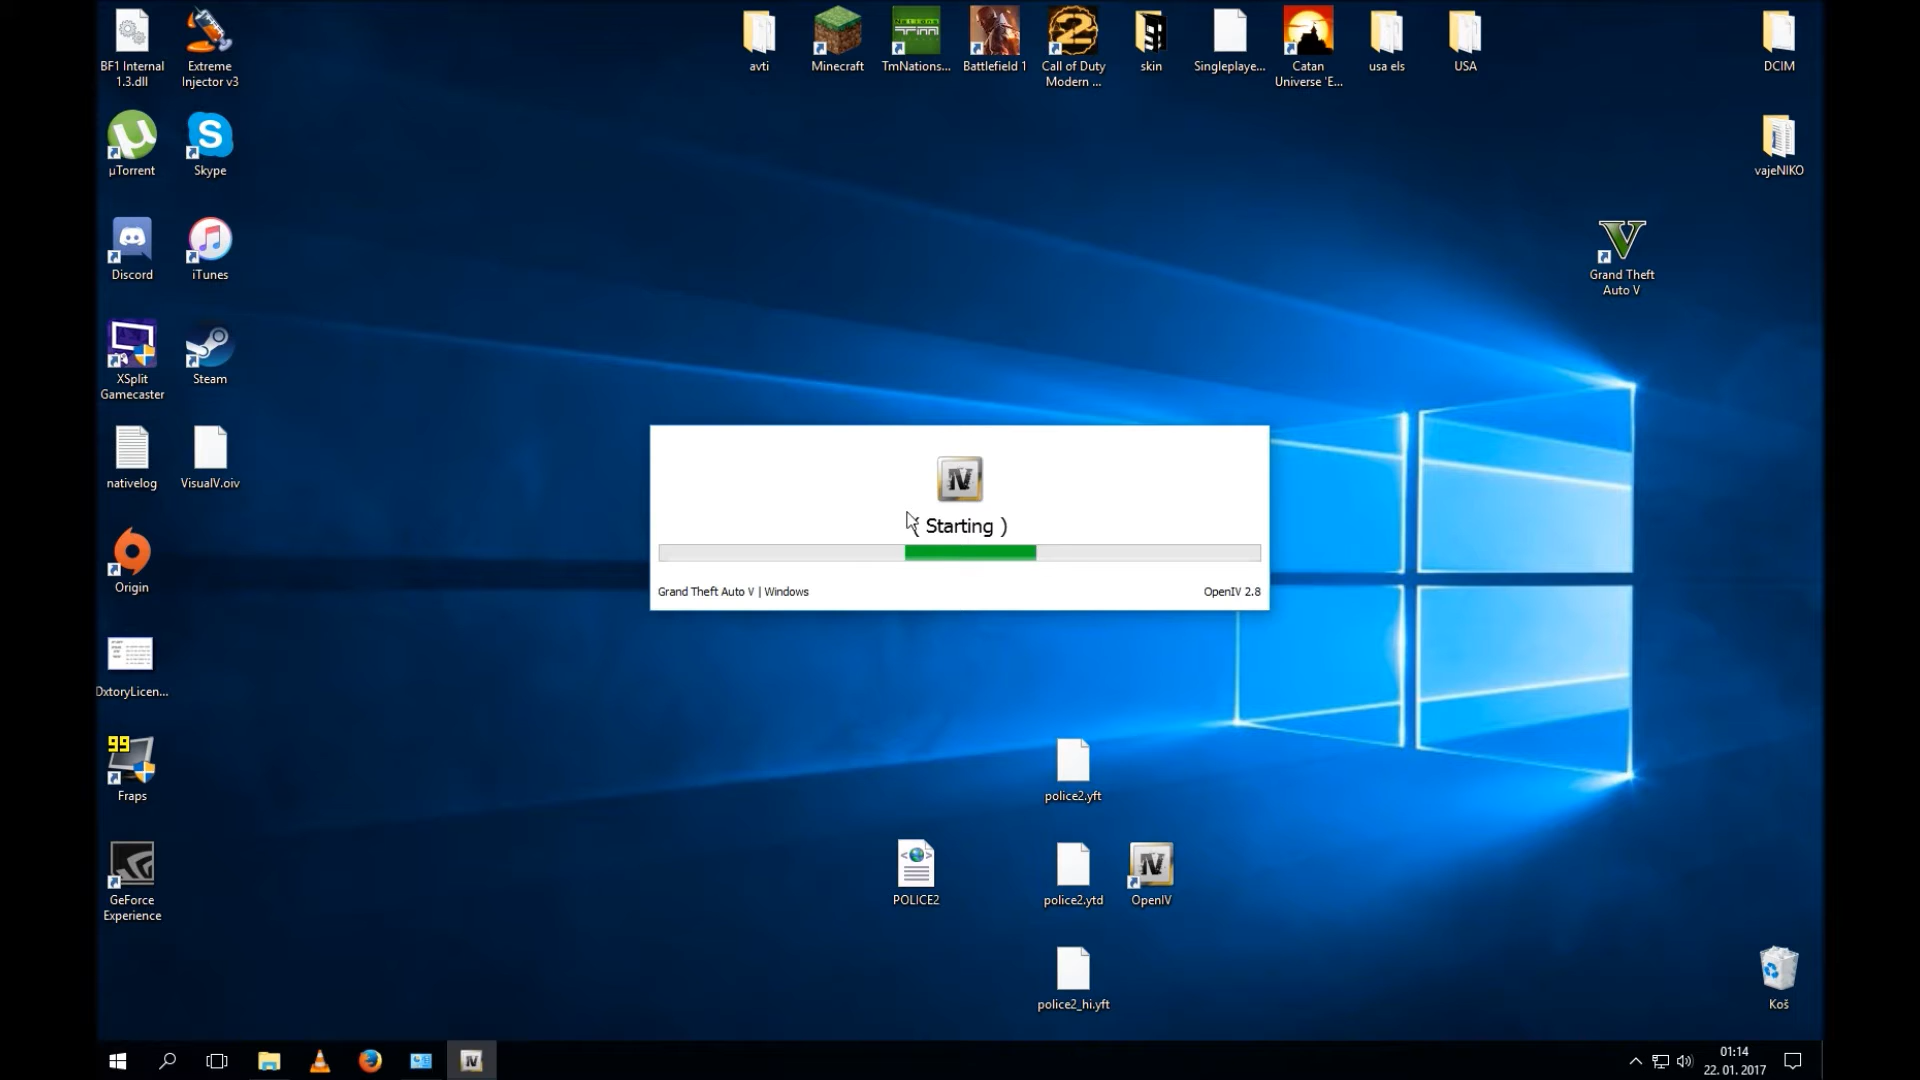 BF1 Internal
1.3.dll
Extreme
Injector v3
avti
Minecraft
TmNations...
Battlefield 1
Call of Duty
Modern ...
skin
Singleplaye...
Catan
Universe 'E...
usa els
USA
DCIM
µTorrent
Skype
vajeNIKO
Discord
iTunes
Grand Theft
Auto V
XSplit
Gamecaster
Steam
nativelog
VisualV.oiv
( Starting )
Grand Theft Auto V | Windows
OpenIV 2.8
Origin
DxtoryLicen...
99
Fraps
police2.yft
GeForce
Experience
POLICE2
police2.ytd
OpenIV
police2_hi.yft
Koš
01:14
22. 01. 2017